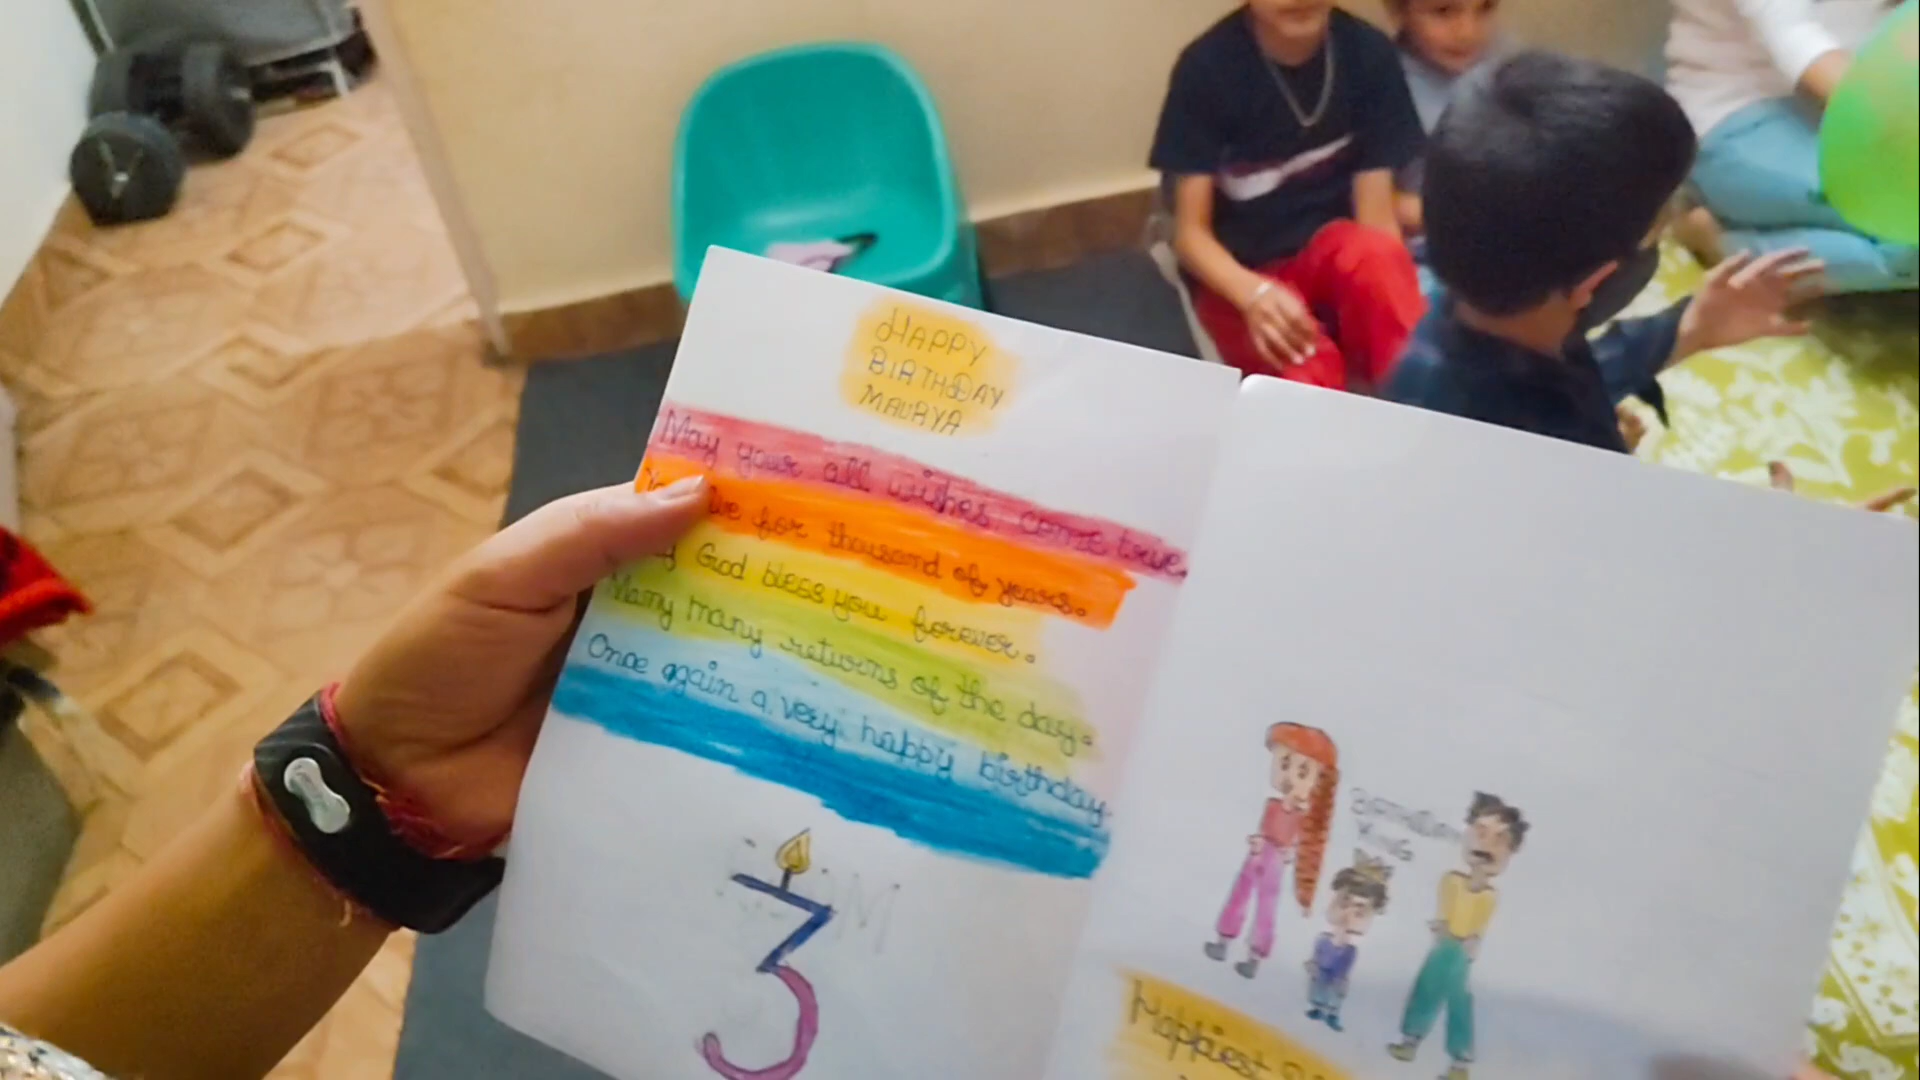 HAPPY
BIRTHDAY
MAURYA
May your all wishes come true.
for thousand of years.
God bless you forever.
Many many returns of the day.
Once again a very happy birthday.
3
BIRTHDAY
KING
Happiest